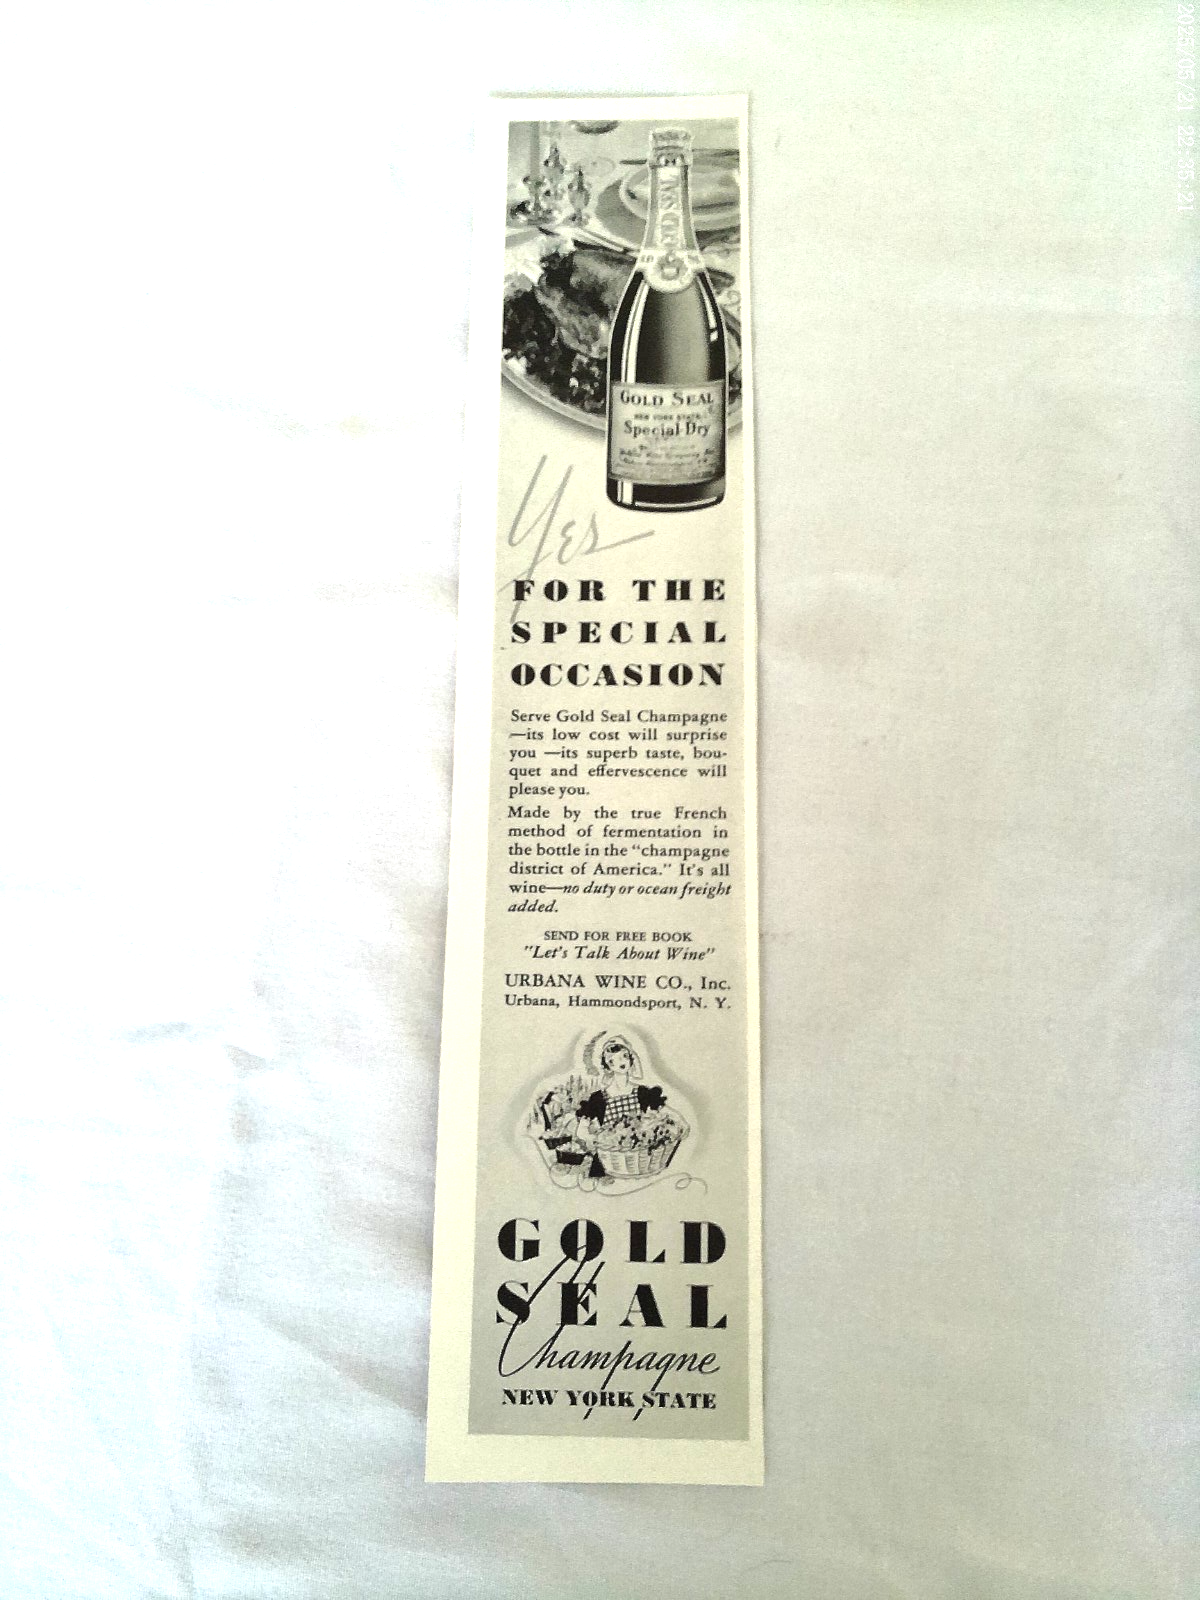 GOLD SEAL
GOLD SEAL
NEW YORK STATE
Special Dry
Yes
FOR THE
SPECIAL
OCCASION
Serve Gold Seal Champagne
—its low cost will surprise
you —its superb taste, bou-
quet and effervescence will
please you.
Made by the true French
method of fermentation in
the bottle in the "champagne
district of America." It's all
wine—no duty or ocean freight
added.
SEND FOR FREE BOOK
"Let's Talk About Wine"
URBANA WINE CO., Inc.
Urbana, Hammondsport, N. Y.
GOLD
SEAL
Champagne
NEW YORK STATE